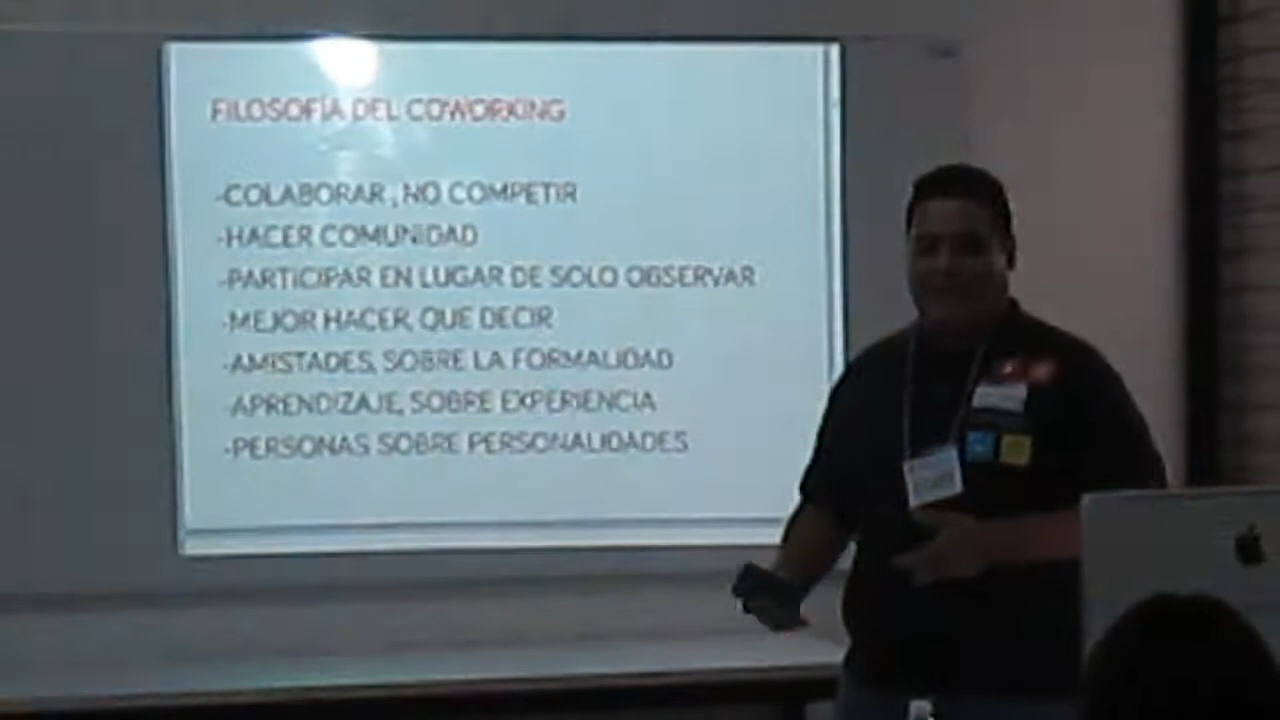 FILOSOFÍA DEL COWORKING
-COLABORAR , NO COMPETIR
-HACER COMUNIDAD
-PARTICIPAR EN LUGAR DE SOLO OBSERVAR
-MEJOR HACER, QUE DECIR
-AMISTADES, SOBRE LA FORMALIDAD
-APRENDIZAJE, SOBRE EXPERIENCIA
-PERSONAS SOBRE PERSONALIDADES